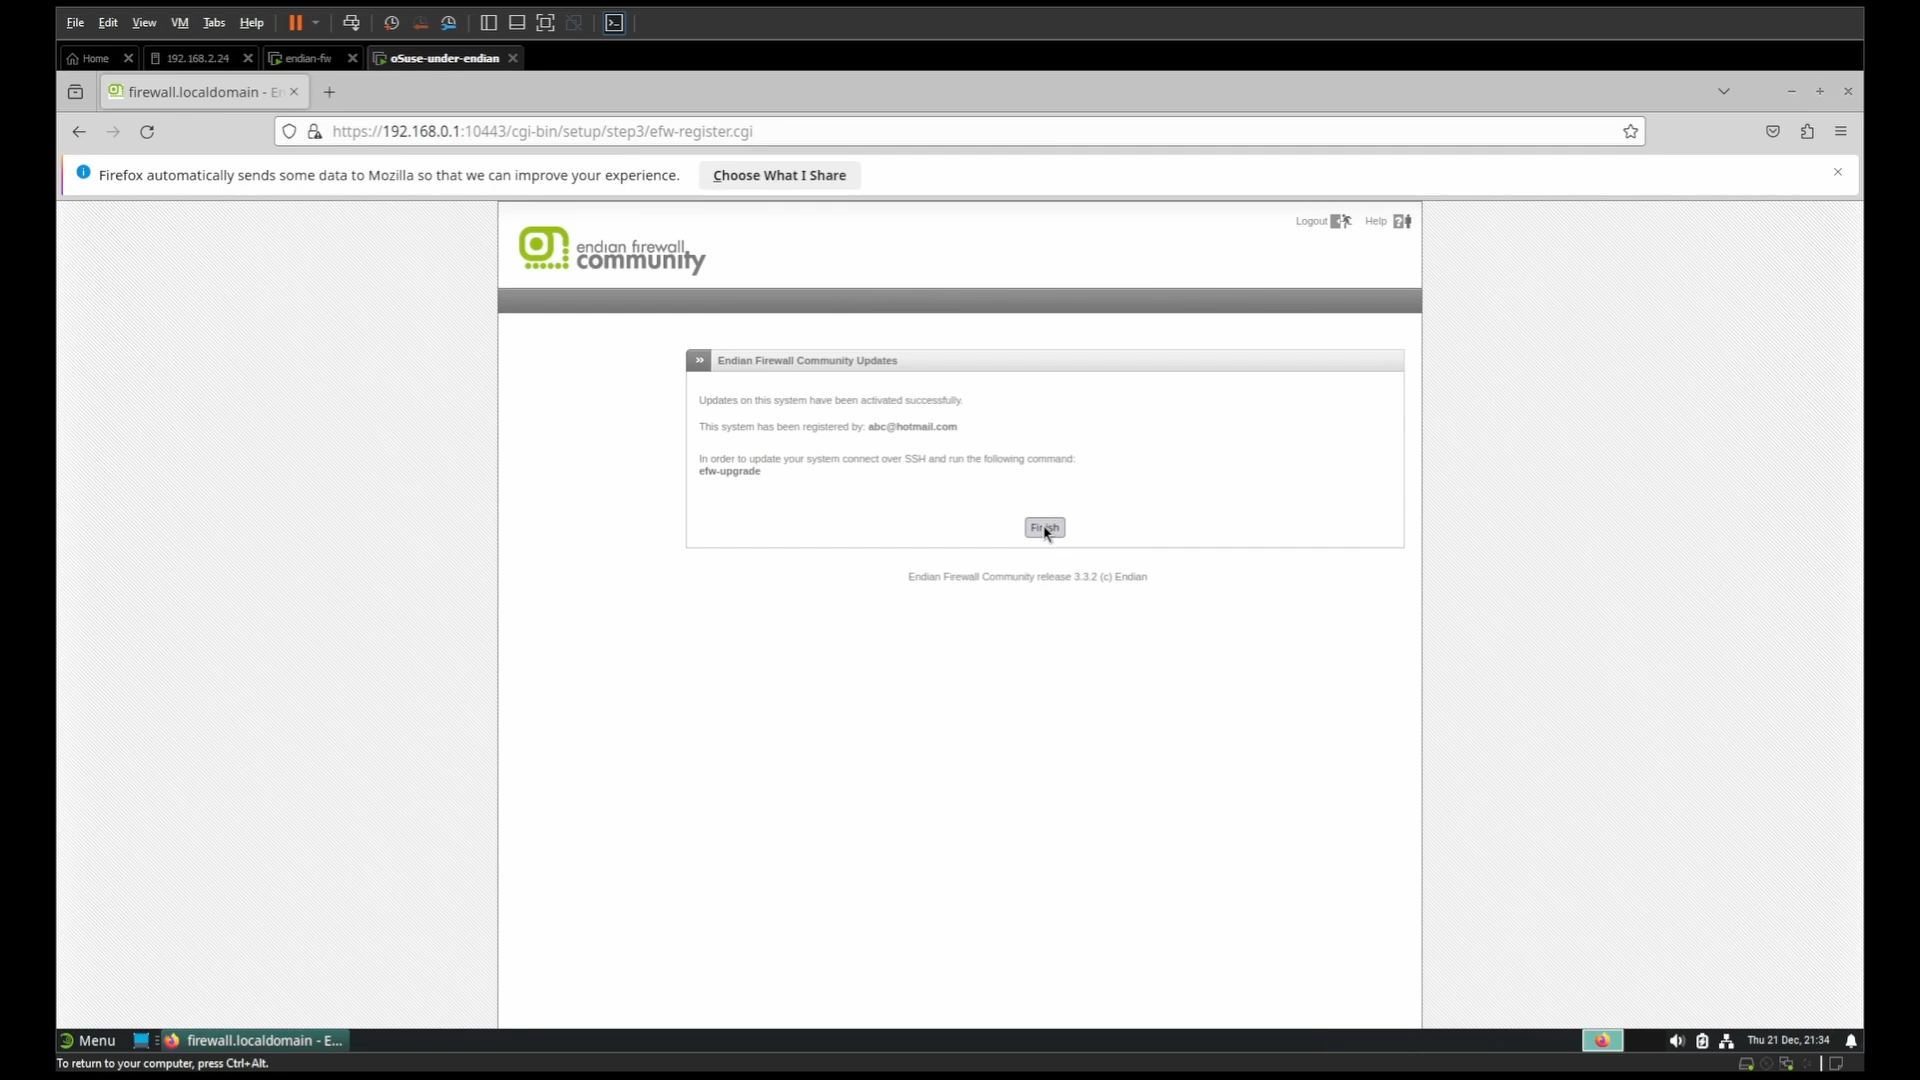 File Edit View VM Tabs Help
Home 192.168.2.24 endian-fw oSuse-under-endian
firewall.localdomain - En
https://192.168.0.1:10443/cgi-bin/setup/step3/efw-register.cgi
Firefox automatically sends some data to Mozilla so that we can improve your experience. Choose What I Share
Logout Help
endian firewall
community
Endian Firewall Community Updates
Updates on this system have been activated successfully.
This system has been registered by: abc@hotmail.com
In order to update your system connect over SSH and run the following command:
efw-upgrade
Finish
Endian Firewall Community release 3.3.2 (c) Endian
Menu firewall.localdomain - E... Thu 21 Dec, 21:34
To return to your computer, press Ctrl+Alt.